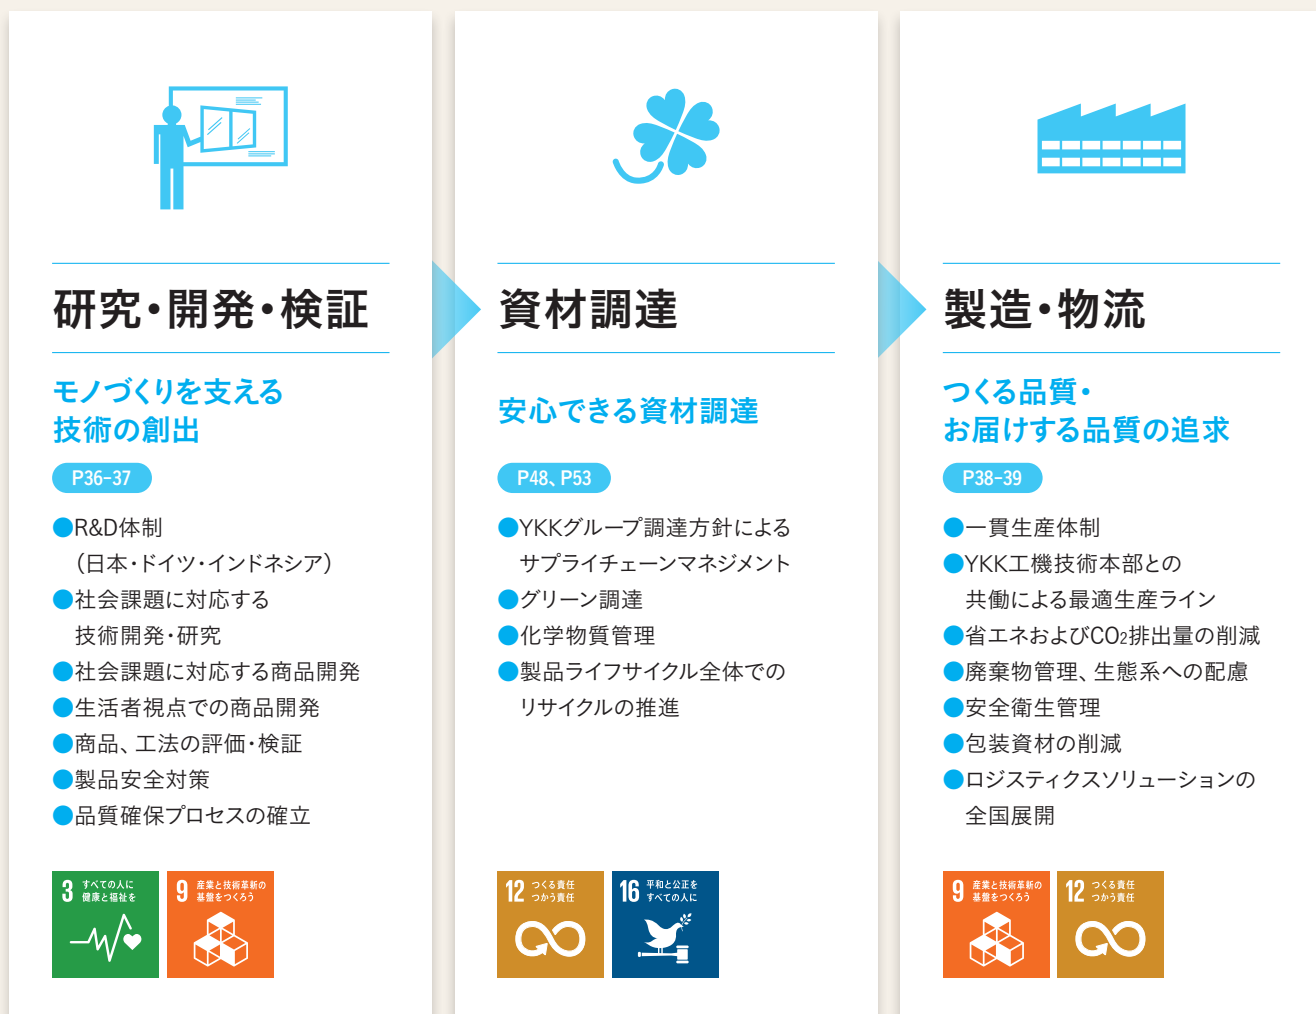 研究・開発・検証
モノづくりを支える
技術の創出
P36-37
●R&D体制
（日本・ドイツ・インドネシア）
●社会課題に対応する
技術開発・研究
●社会課題に対応する商品開発
●生活者視点での商品開発
●商品、工法の評価・検証
●製品安全対策
●品質確保プロセスの確立
3 すべての人に
健康と福祉を
9 産業と技術革新の
基盤をつくろう
資材調達
安心できる資材調達
P48、P53
●YKKグループ調達方針による
サプライチェーンマネジメント
●グリーン調達
●化学物質管理
●製品ライフサイクル全体での
リサイクルの推進
12 つくる責任
つかう責任
16 平和と公正を
すべての人に
製造・物流
つくる品質・
お届けする品質の追求
P38-39
●一貫生産体制
●YKK工機技術本部との
共働による最適生産ライン
●省エネおよびCO₂排出量の削減
●廃棄物管理、生態系への配慮
●安全衛生管理
●包装資材の削減
●ロジスティクスソリューションの
全国展開
9 産業と技術革新の
基盤をつくろう
12 つくる責任
つかう責任